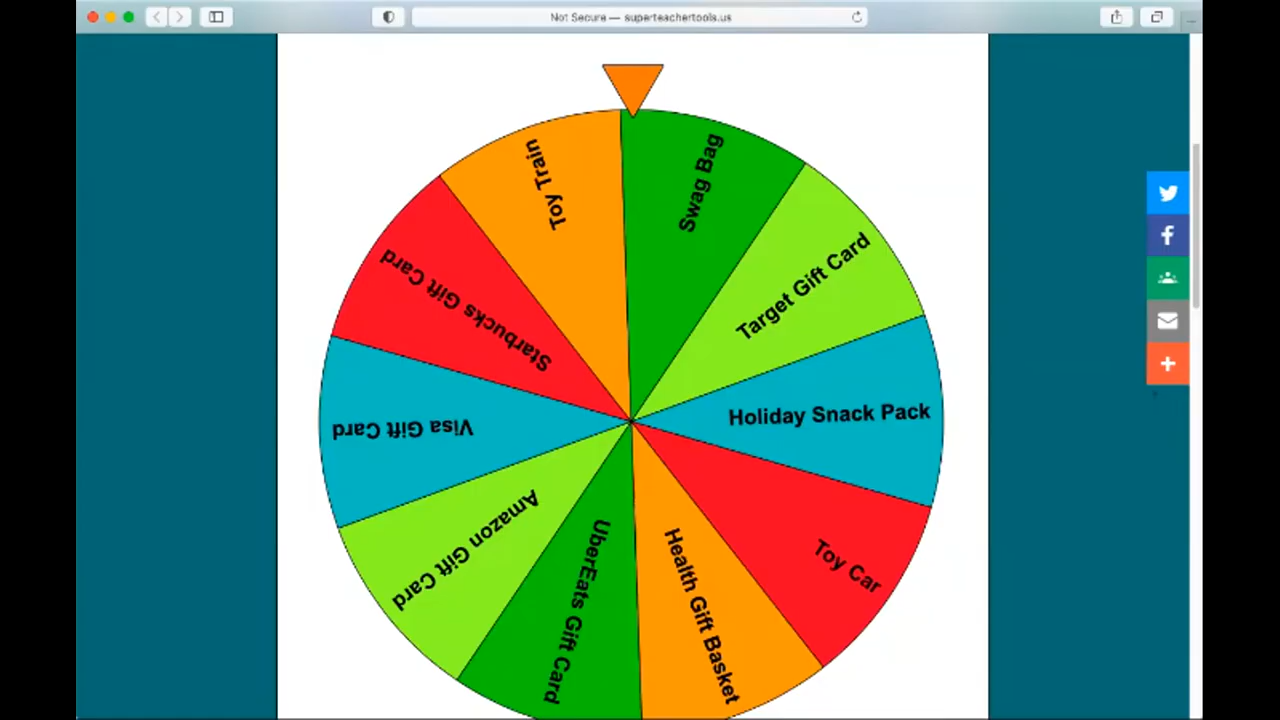 Not Secure — superteachertools.us
Swag Bag
Target Gift Card
Holiday Snack Pack
Toy Car
Health Gift Basket
UberEats Gift Card
Amazon Gift Card
Visa Gift Card
Starbucks Gift Card
Toy Train